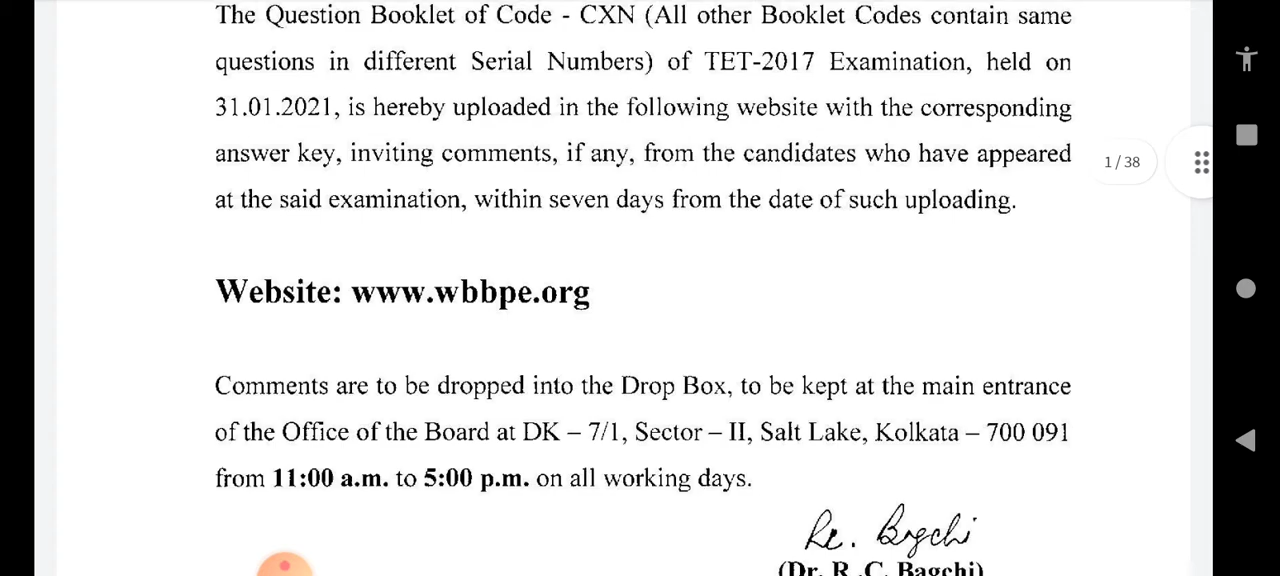 The Question Booklet of Code - CXN (All other Booklet Codes contain same
questions in different Serial Numbers) of TET-2017 Examination, held on
31.01.2021, is hereby uploaded in the following website with the corresponding
answer key, inviting comments, if any, from the candidates who have appeared
1 / 38
at the said examination, within seven days from the date of such uploading.
Website: www.wbbpe.org
Comments are to be dropped into the Drop Box, to be kept at the main entrance
of the Office of the Board at DK – 7/1, Sector – II, Salt Lake, Kolkata – 700 091
from 11:00 a.m. to 5:00 p.m. on all working days.
Rc. Bagchi
(Dr. R .C. Bagchi)